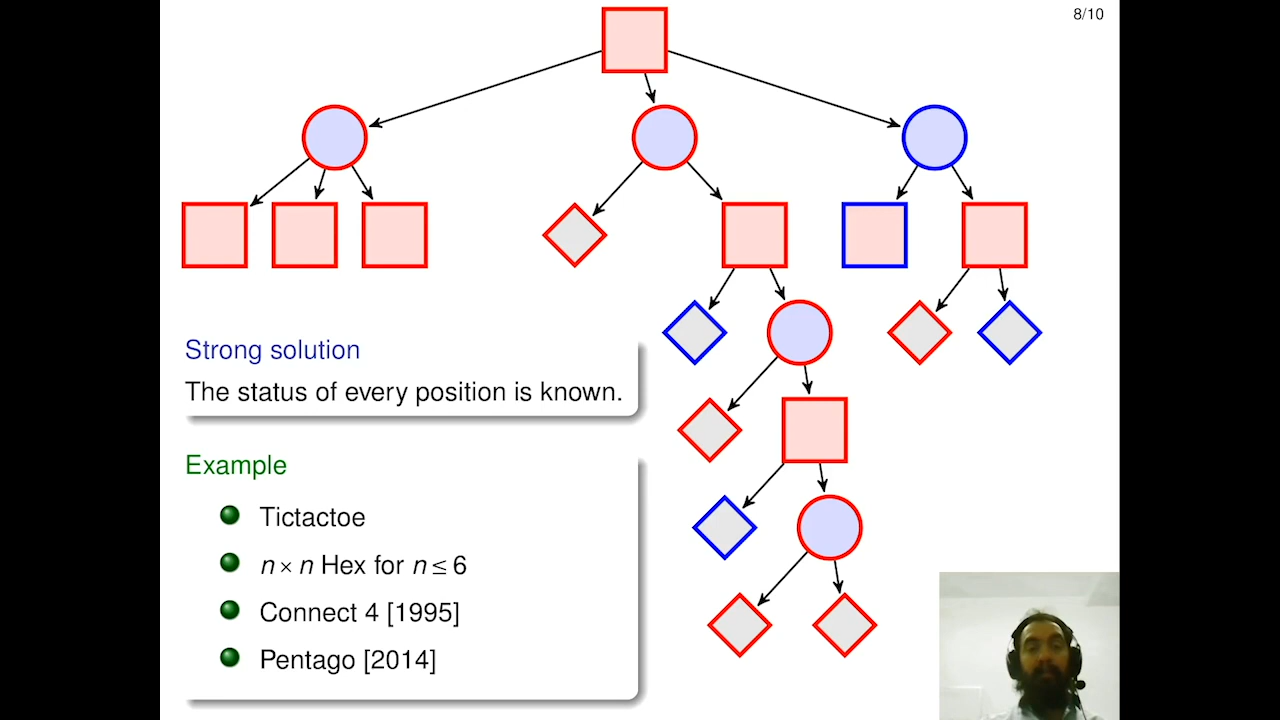 8/10
Strong solution
The status of every position is known.
Example
Tictactoe
n × n Hex for n ≤ 6
Connect 4 [1995]
Pentago [2014]